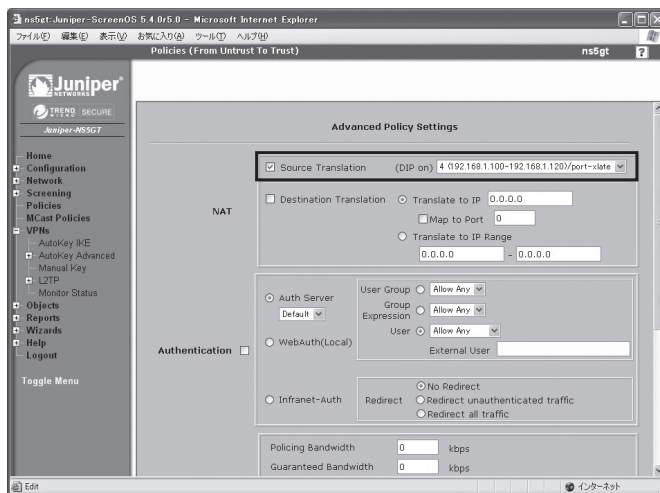 ns5gt:Juniper-ScreenOS 5.4.0r5.0 - Microsoft Internet Explorer
ファイル(F) 編集(E) 表示(V) お気に入り(A) ツール(T) ヘルプ(H)
Policies (From Untrust To Trust)
ns5gt ?
Juniper
NETWORKS
TREND MICRO SECURE
Juniper-NS5GT
Home
Configuration
Network
Screening
Policies
MCast Policies
VPNs
AutoKey IKE
AutoKey Advanced
Manual Key
L2TP
Monitor Status
Objects
Reports
Wizards
Help
Logout
Toggle Menu
Advanced Policy Settings
NAT
Source Translation (DIP on) 4 (192.168.1.100-192.168.1.120)/port-xlate
Destination Translation Translate to IP 0.0.0.0
Map to Port 0
Translate to IP Range
0.0.0.0 - 0.0.0.0
Authentication
Auth Server
Default
WebAuth(Local)
User Group Allow Any
Group Expression Allow Any
User Allow Any
External User
Infranet-Auth
Redirect
No Redirect
Redirect unauthenticated traffic
Redirect all traffic
Policing Bandwidth 0 kbps
Guaranteed Bandwidth 0 kbps
Edit
インターネット